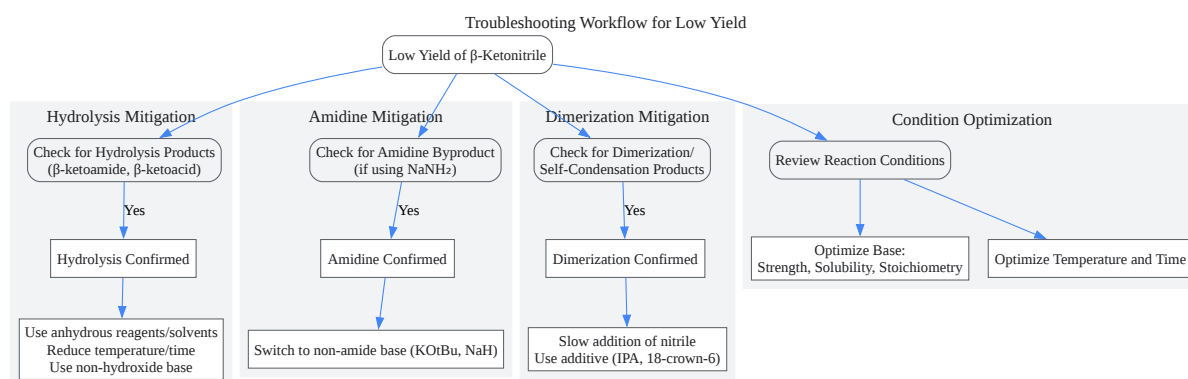 Troubleshooting Workflow for Low Yield
Low Yield of β-Ketonitrile
Hydrolysis Mitigation
Check for Hydrolysis Products
(β-ketoamide, β-ketoacid)
Yes
Hydrolysis Confirmed
Use anhydrous reagents/solvents
Reduce temperature/time
Use non-hydroxide base
Amidine Mitigation
Check for Amidine Byproduct
(if using NaNH₂)
Yes
Amidine Confirmed
Switch to non-amide base (KOtBu, NaH)
Dimerization Mitigation
Check for Dimerization/
Self-Condensation Products
Yes
Dimerization Confirmed
Slow addition of nitrile
Use additive (IPA, 18-crown-6)
Condition Optimization
Review Reaction Conditions
Optimize Base:
Strength, Solubility, Stoichiometry
Optimize Temperature and Time